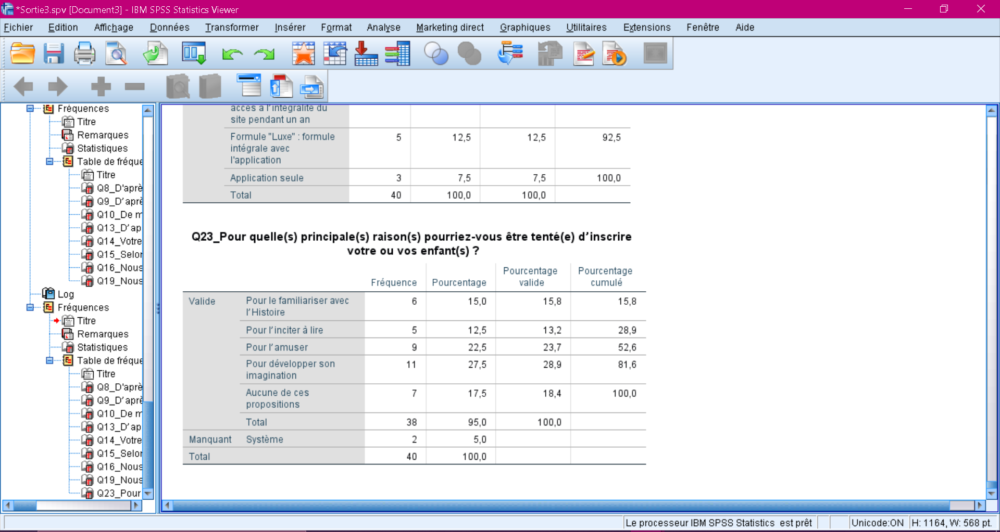 *Sortie3.spv [Document3] - IBM SPSS Statistics Viewer
Fichier Edition Affichage Données Transformer Insérer Format Analyse Marketing direct Graphiques Utilitaires Extensions Fenêtre Aide
Fréquences
Titre
Remarques
Statistiques
Table de fréque
Titre
Q8_D'aprè
Q9_D’aprè
Q10_De m
Q13_D’ap
Q14_Votre
Q15_Selor
Q16_Nous
Q19_Nous
Log
Fréquences
Titre
Remarques
Statistiques
Table de fréque
Titre
Q8_D'aprè
Q9_D’aprè
Q10_De m
Q13_D’ap
Q14_Votre
Q15_Selor
Q16_Nous
Q19_Nous
Q23_Pour
accès à l’intégralité du
site pendant un an
Formule "Luxe" : formule 5 12,5 12,5 92,5
intégrale avec
l'application
Application seule 3 7,5 7,5 100,0
Total 40 100,0 100,0
Q23_Pour quelle(s) principale(s) raison(s) pourriez-vous être tenté(e) d’inscrire
votre ou vos enfant(s) ?
Fréquence Pourcentage Pourcentage valide Pourcentage cumulé
Valide Pour le familiariser avec 6 15,0 15,8 15,8
l’Histoire
Pour l’inciter à lire 5 12,5 13,2 28,9
Pour l’amuser 9 22,5 23,7 52,6
Pour développer son 11 27,5 28,9 81,6
imagination
Aucune de ces 7 17,5 18,4 100,0
propositions
Total 38 95,0 100,0
Manquant Système 2 5,0
Total 40 100,0
Le processeur IBM SPSS Statistics est prêt Unicode:ON H: 1164, W: 568 pt.